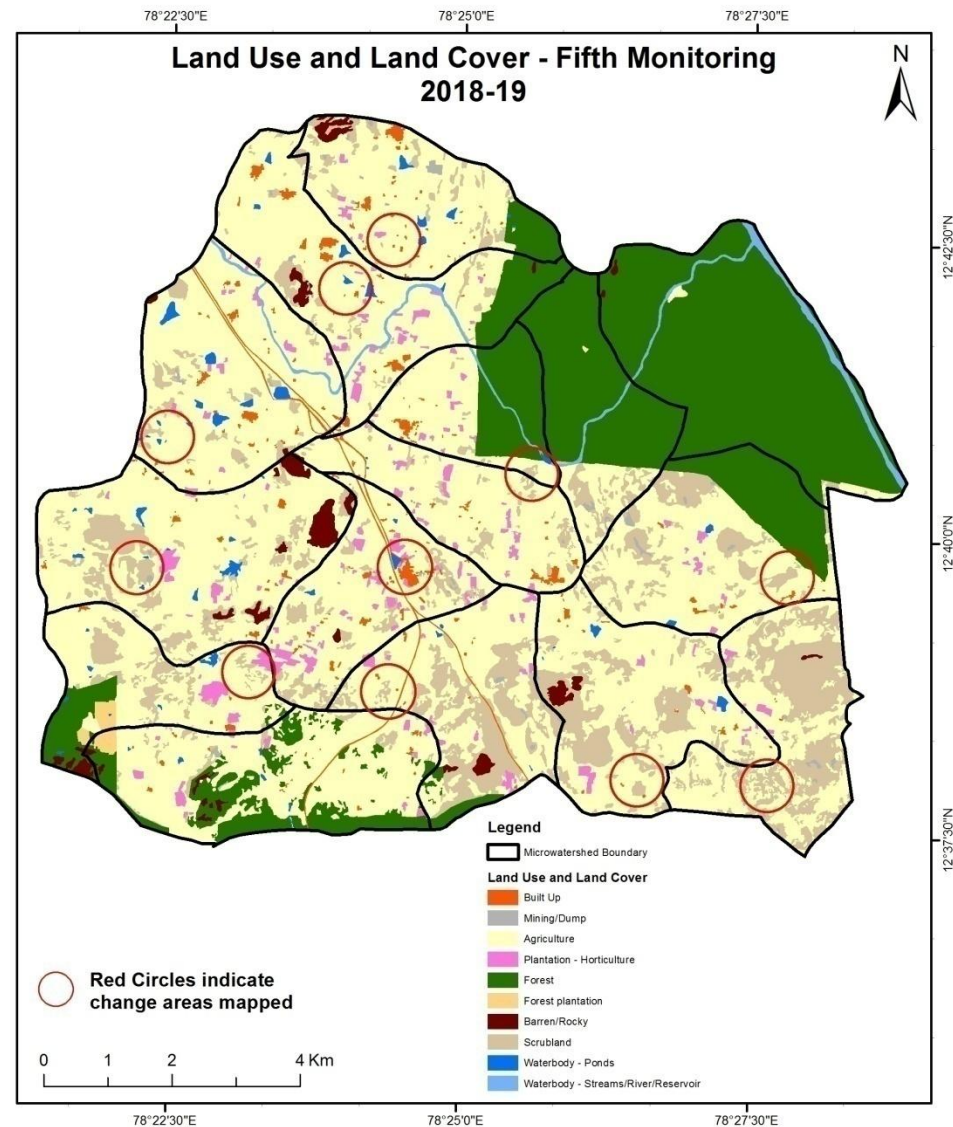 78°22'30"E
78°25'0"E
78°27'30"E
Land Use and Land Cover - Fifth Monitoring
2018-19
N
12°42'30"N
12°40'0"N
12°37'30"N
Legend
Microwatershed Boundary
Land Use and Land Cover
Built Up
Mining/Dump
Agriculture
Plantation - Horticulture
Forest
Forest plantation
Barren/Rocky
Scrubland
Waterbody - Ponds
Waterbody - Streams/River/Reservoir
Red Circles indicate
change areas mapped
0 1 2 4 Km
78°22'30"E
78°25'0"E
78°27'30"E